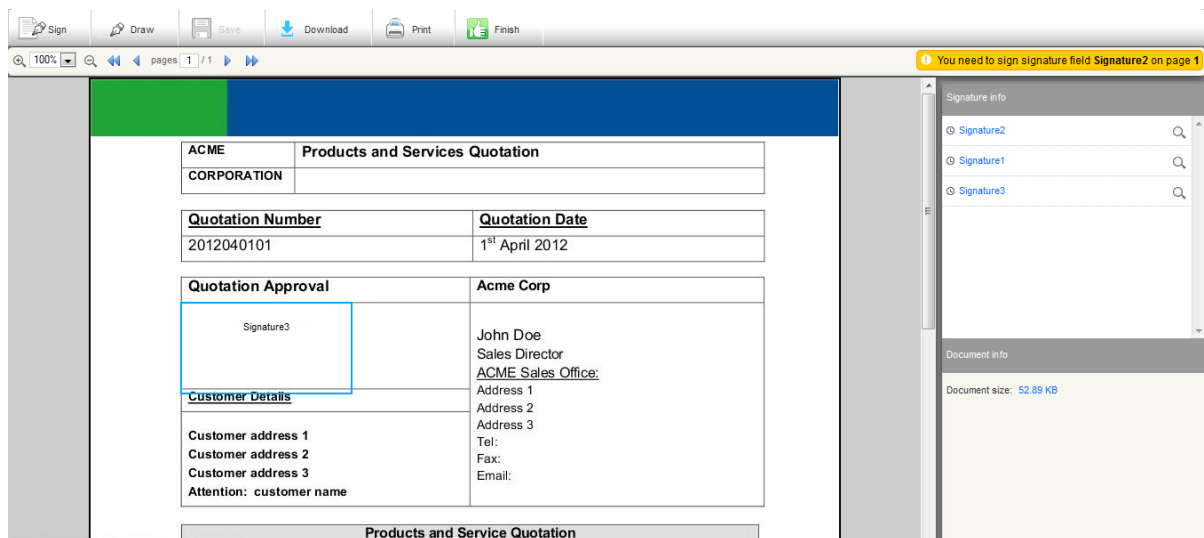 Sign Draw Save Download Print Finish
100% pages 1 / 1
You need to sign signature field Signature2 on page 1
ACME Products and Services Quotation
CORPORATION
Quotation Number Quotation Date
2012040101 1st April 2012
Quotation Approval Acme Corp
Signature3
John Doe
Sales Director
ACME Sales Office:
Address 1
Address 2
Address 3
Tel:
Fax:
Email:
Customer Details
Customer address 1
Customer address 2
Customer address 3
Attention: customer name
Products and Service Quotation
Signature info
Signature2
Signature1
Signature3
Document info
Document size: 52.89 KB